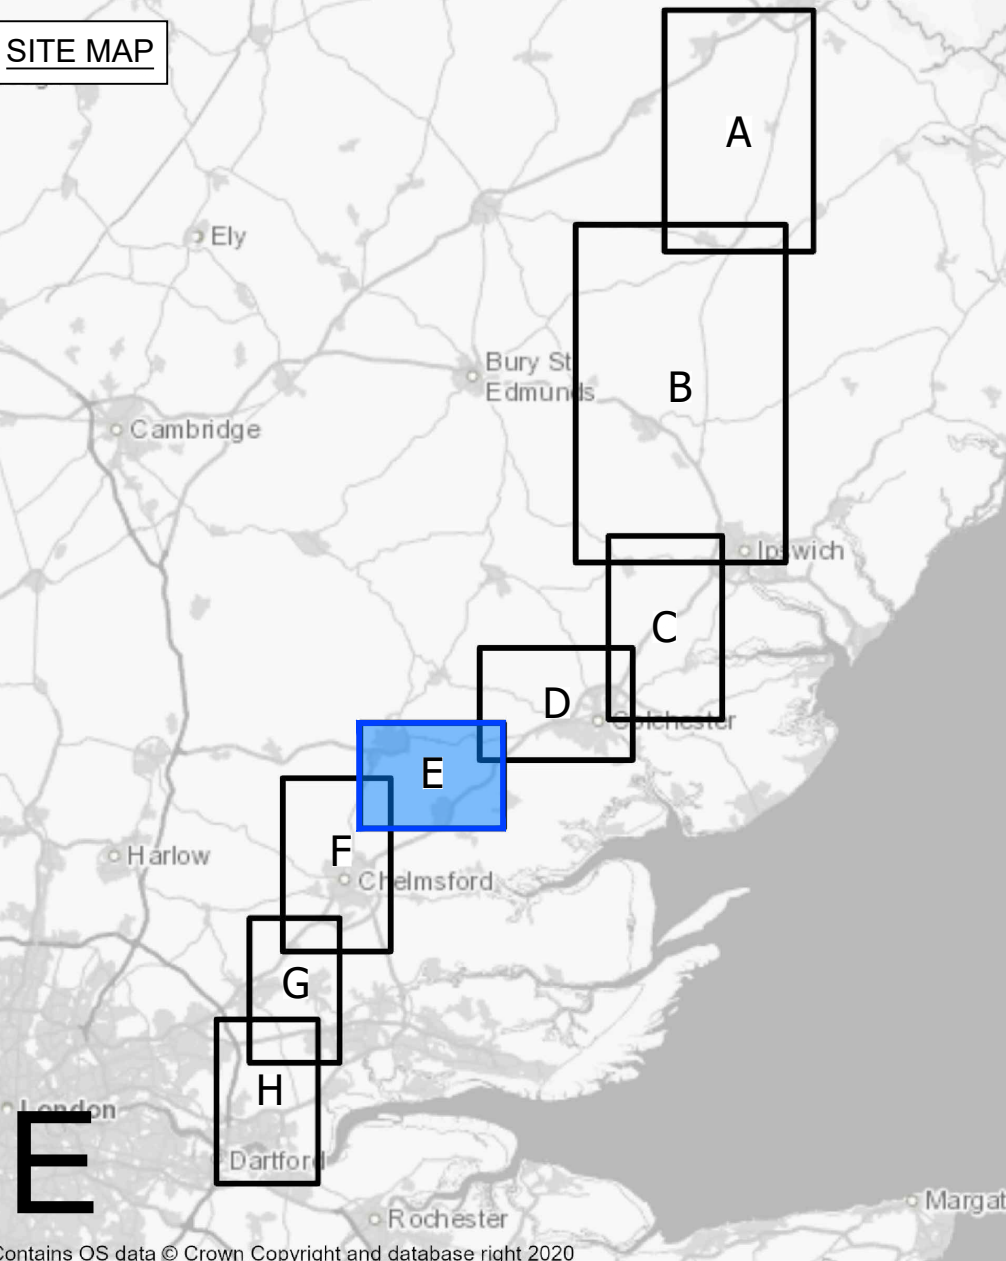 SITE MAP
A
Ely
Bury St
Edmunds
B
Cambridge
Ipswich
C
D
Colchester
E
F
Harlow
Chelmsford
G
H
London
E
Dartford
Rochester
Margat
Contains OS data © Crown Copyright and database right 2020